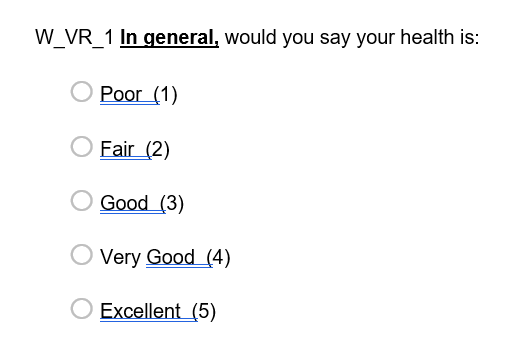 W_VR_1 In general, would you say your health is:
Poor (1)
Fair (2)
Good (3)
Very Good (4)
Excellent (5)